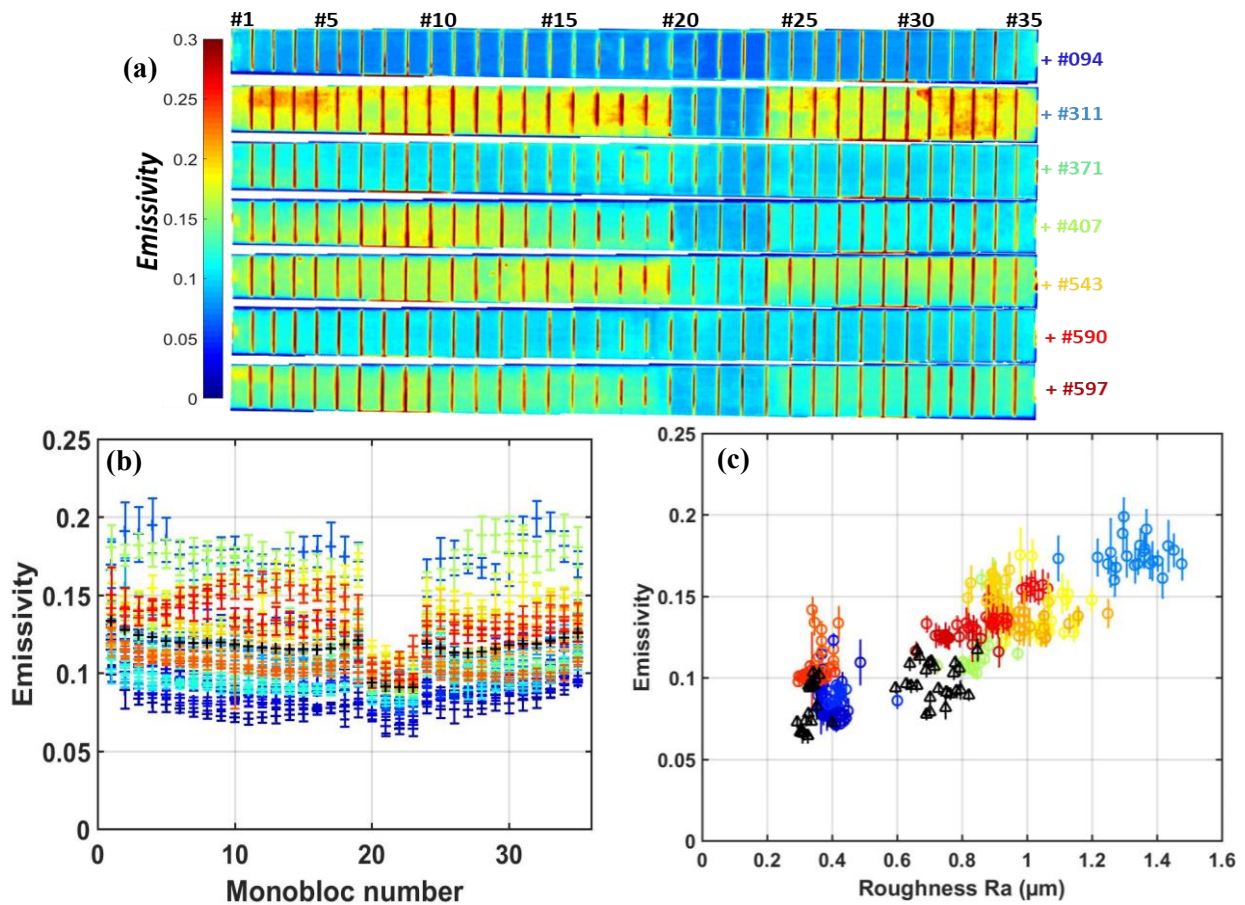 #1 #5 #10 #15 #20 #25 #30 #35
(a)
Emissivity
0.3
0.25
0.2
0.15
0.1
0.05
0
+ #094
+ #311
+ #371
+ #407
+ #543
+ #590
+ #597
(b)
Emissivity
0.25
0.2
0.15
0.1
0.05
0
0 10 20 30
Monobloc number
(c)
Emissivity
0.25
0.2
0.15
0.1
0.05
0
0 0.2 0.4 0.6 0.8 1 1.2 1.4 1.6
Roughness Ra (µm)